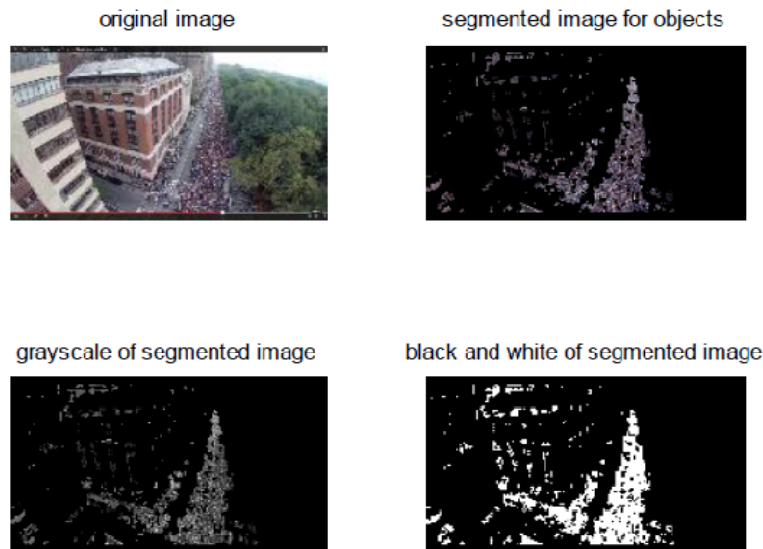 original image
segmented image for objects
grayscale of segmented image
black and white of segmented image